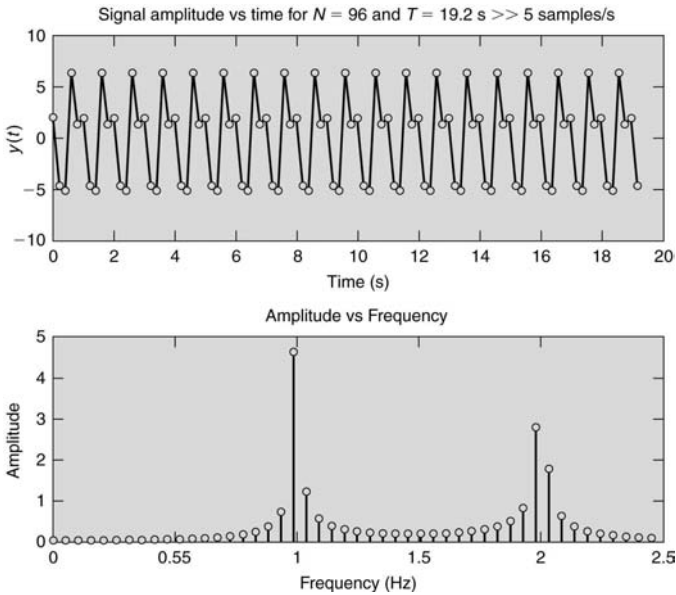 Signal amplitude vs time for N = 96 and T = 19.2 s >> 5 samples/s
10
5
0
−5
−10
y(t)
0 2 4 6 8 10 12 14 16 18 20
Time (s)
Amplitude vs Frequency
5
4
3
2
1
0
Amplitude
0 0.55 1 1.5 2 2.5
Frequency (Hz)